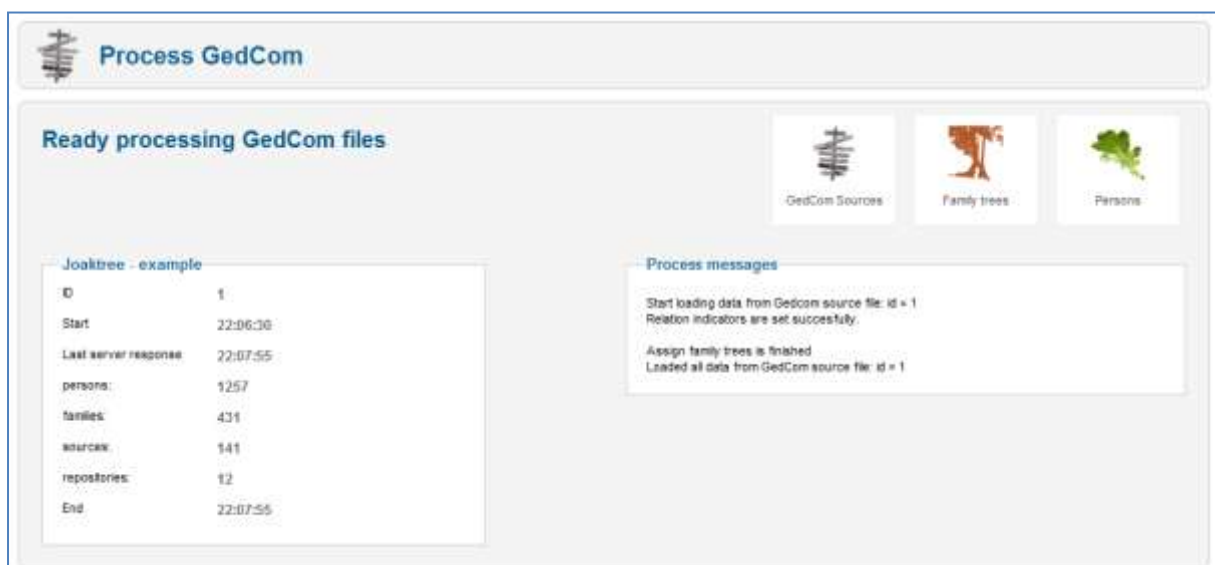 Process GedCom
Ready processing GedCom files
GedCom Sources
Family trees
Persons
Joaktree - example
ID 1
Start 22:06:36
Last server response 22:07:55
persons: 1257
families: 431
sources: 141
repositories: 12
End 22:07:55
Process messages
Start loading data from Gedcom source file: id = 1
Relation indicators are set succesfully.
Assign family trees is finished
Loaded all data from GedCom source file: id = 1